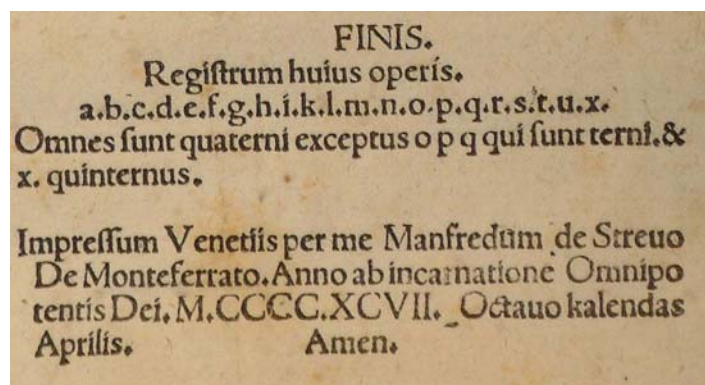 FINIS.
Regiſtrum huius operis.
a.b.c.d.e.f.g.h.i.k.l.m.n.o.p.q.r.s.t.u.x.
Omnes ſunt quaterni exceptus o p q qui ſunt terni.&
x. quinternus.
Impreſſum Venetiis per me Manfredũm de Streuo
De Monteferrato. Anno ab incarnatione Omnipo
tentis Dei. M.CCCC.XCVII. Octauo kalendas
Aprilis. Amen.